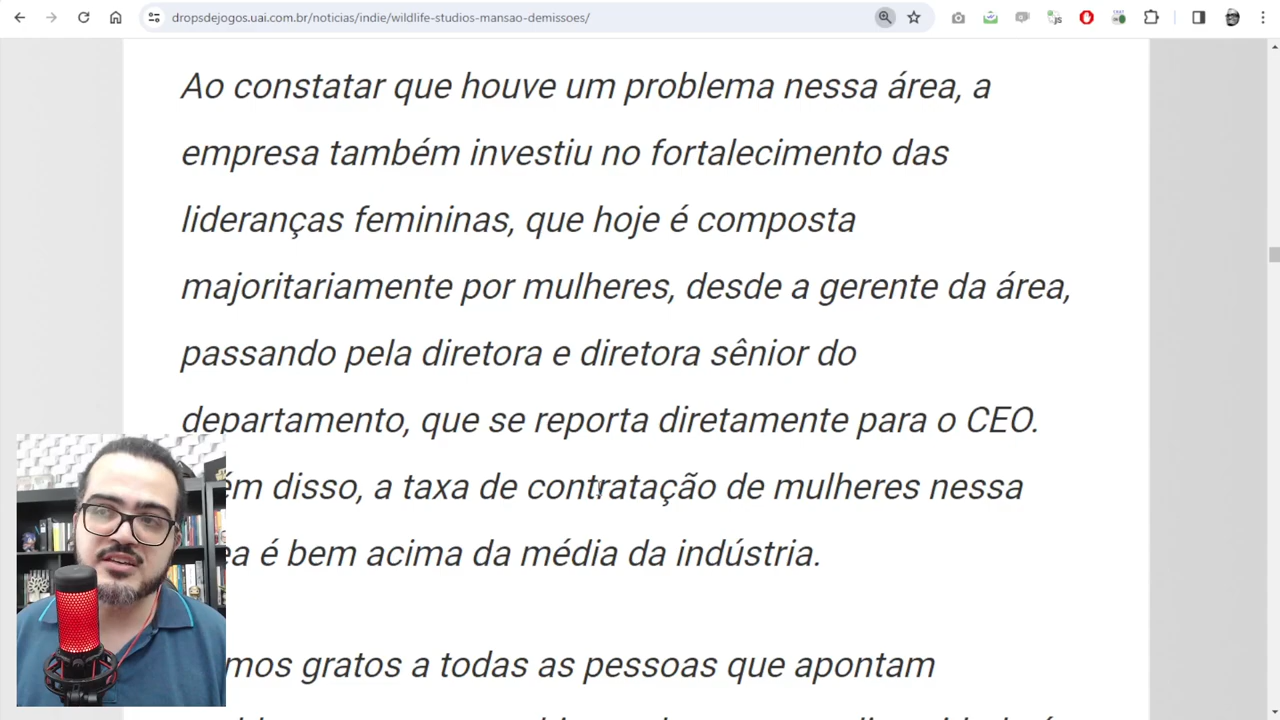 dropsdejogos.uai.com.br/noticias/indie/wildlife-studios-mansao-demissoes/
Ao constatar que houve um problema nessa área, a
empresa também investiu no fortalecimento das
lideranças femininas, que hoje é composta
majoritariamente por mulheres, desde a gerente da área,
passando pela diretora e diretora sênior do
departamento, que se reporta diretamente para o CEO.
ém disso, a taxa de contratação de mulheres nessa
ea é bem acima da média da indústria.
mos gratos a todas as pessoas que apontam